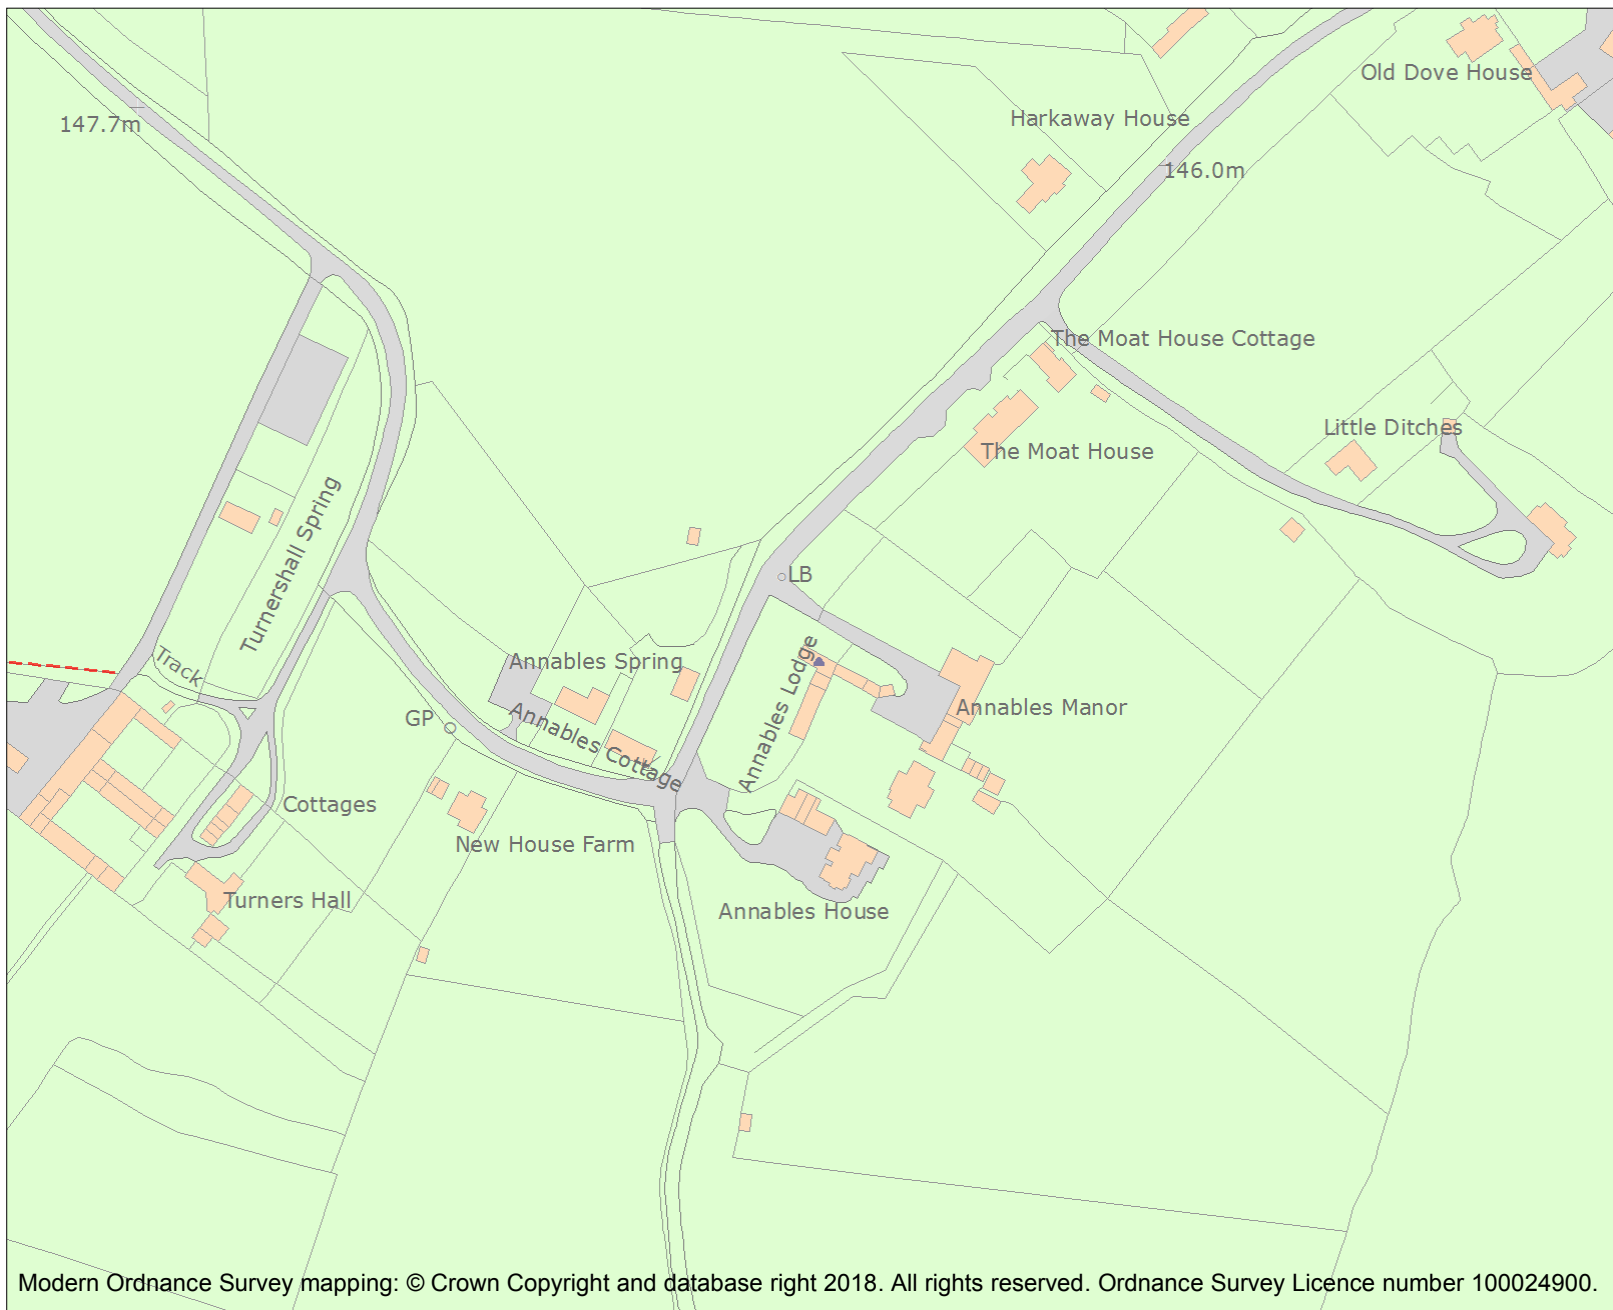 Old Dove House
Harkaway House
147.7m
146.0m
The Moat House Cottage
Little Ditches
The Moat House
Turnershall Spring
LB
Track
Annables Spring
Annables Lodge
Annables Manor
GP
Annables Cottage
Cottages
New House Farm
Turners Hall
Annables House
Modern Ordnance Survey mapping: © Crown Copyright and database right 2018. All rights reserved. Ordnance Survey Licence number 100024900.